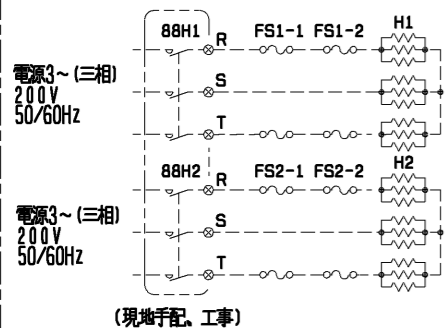 88H1 R FS1-1 FS1-2 H1
電源3～(三相)
200V
50/60Hz
S
T
88H2 R FS2-1 FS2-2 H2
電源3～(三相)
200V
50/60Hz
S
T
(現地手配、工事)